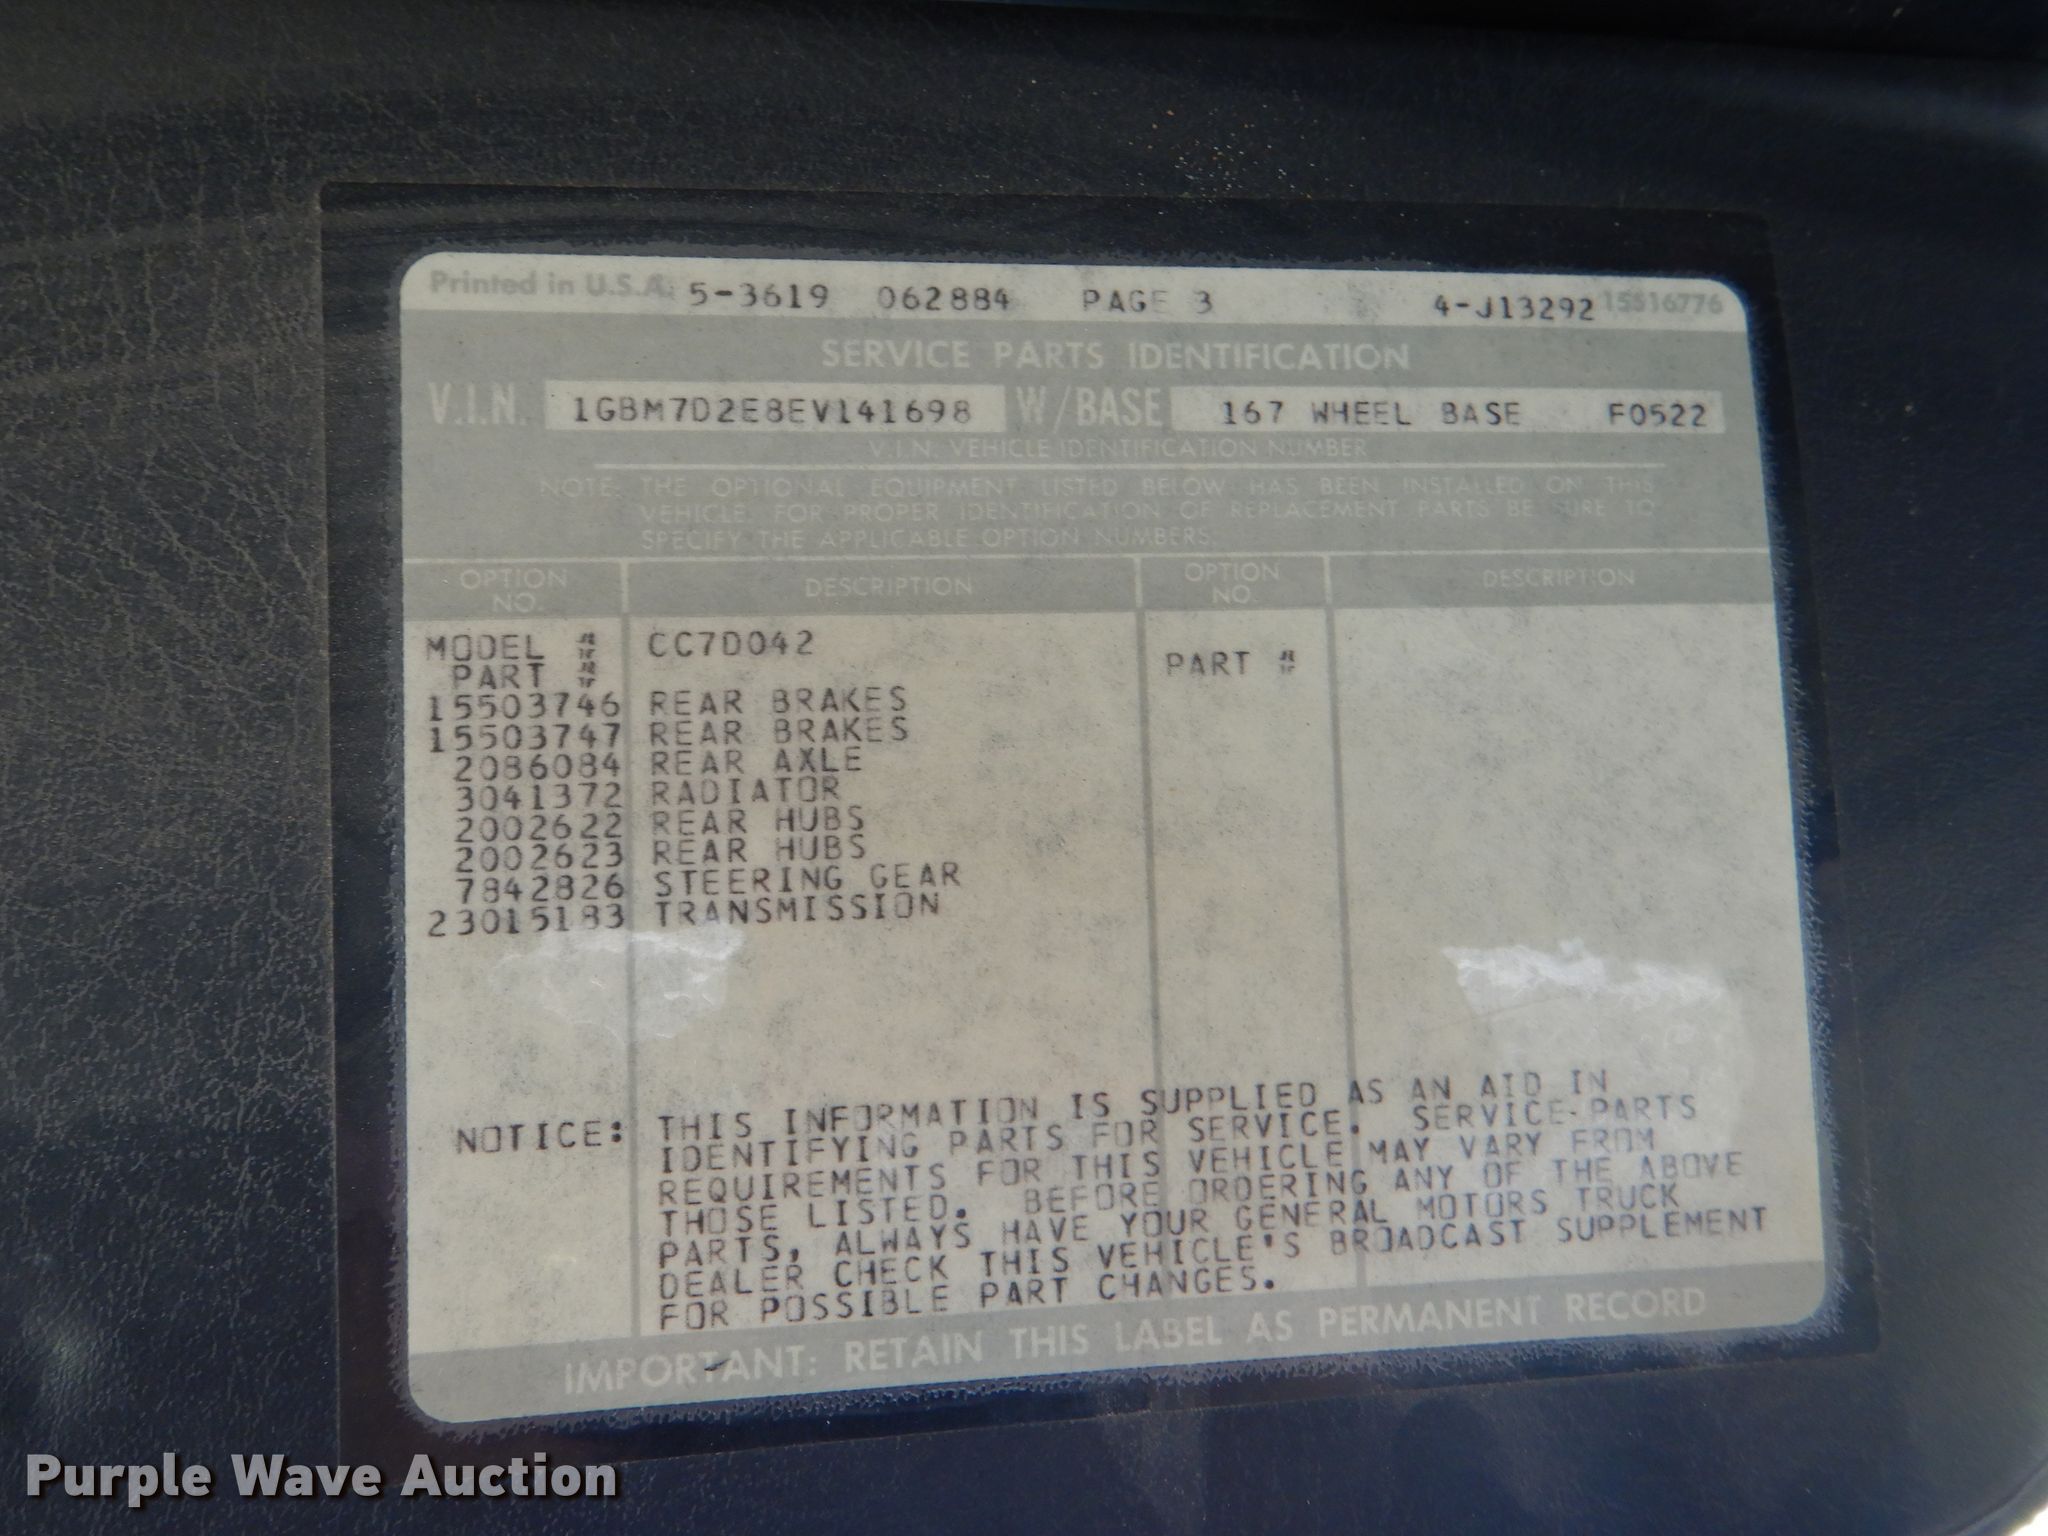 Printed in U.S.A. 5-3619 062884 PAGE 3 4-J13292 15516776
SERVICE PARTS IDENTIFICATION
V.I.N. 1GBM7D2E8EV141698 W/BASE 167 WHEEL BASE F0522
V.I.N. VEHICLE IDENTIFICATION NUMBER
NOTE: THE OPTIONAL EQUIPMENT LISTED BELOW HAS BEEN INSTALLED ON THIS
VEHICLE. FOR PROPER IDENTIFICATION OF REPLACEMENT PARTS BE SURE TO
SPECIFY THE APPLICABLE OPTION NUMBERS.
OPTION NO. DESCRIPTION OPTION NO. DESCRIPTION
MODEL # CC7D042
PART # PART #
15503746 REAR BRAKES
15503747 REAR BRAKES
2086084 REAR AXLE
3041372 RADIATOR
2002622 REAR HUBS
2002623 REAR HUBS
7842826 STEERING GEAR
23015183 TRANSMISSION
NOTICE: THIS INFORMATION IS SUPPLIED AS AN AID IN
IDENTIFYING PARTS FOR SERVICE. SERVICE-PARTS
REQUIREMENTS FOR THIS VEHICLE MAY VARY FROM
THOSE LISTED. BEFORE ORDERING ANY OF THE ABOVE
PARTS, ALWAYS HAVE YOUR GENERAL MOTORS TRUCK
DEALER CHECK THIS VEHICLE'S BROADCAST SUPPLEMENT
FOR POSSIBLE PART CHANGES.
IMPORTANT: RETAIN THIS LABEL AS PERMANENT RECORD
Purple Wave Auction